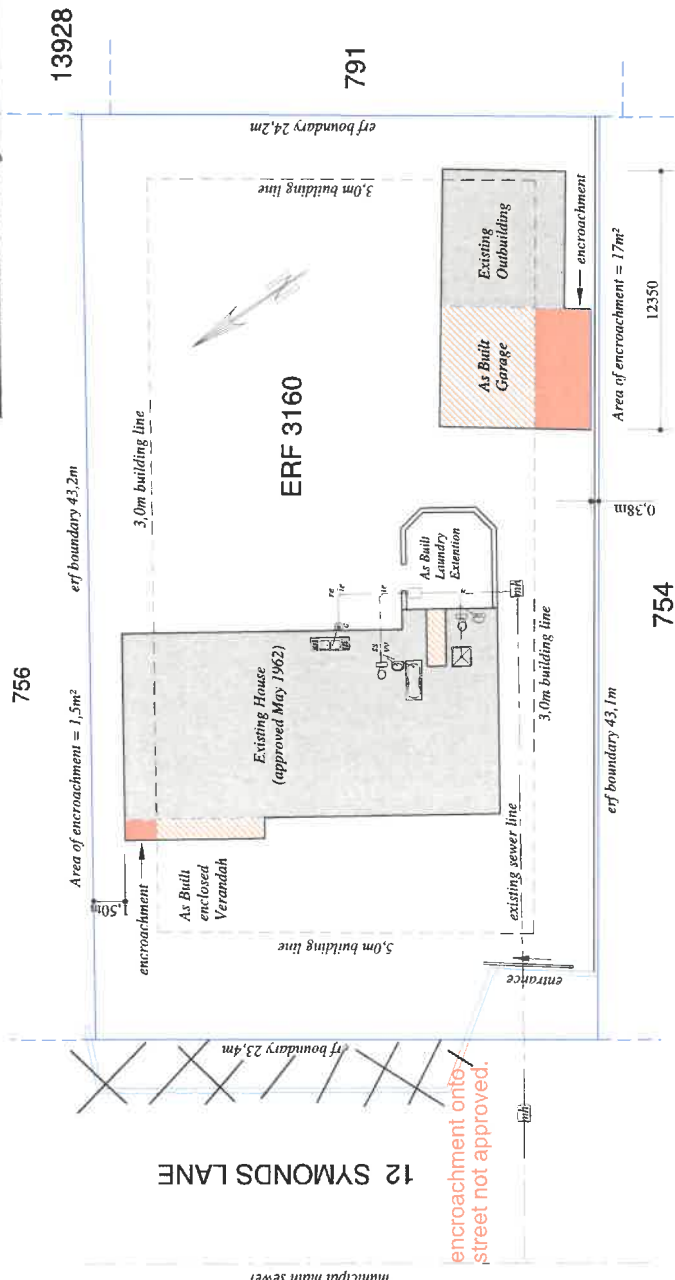 13928
791
756
erf boundary 24,2m
3,0m building line
erf boundary 43,2m
3,0m building line
Area of encroachment = 1,5m²
1,50m
encroachment
As Built
enclosed
Verandah
Existing House
(approved May 1962)
ERF 3160
As Built
Laundry
Extention
As Built
Garage
Existing
Outbuilding
encroachment
Area of encroachment = 17m²
12350
0,38m
754
3,0m building line
erf boundary 43,1m
existing sewer line
5,0m building line
entrance
erf boundary 23,4m
re
ie
mh
mh
12 SYMONDS LANE
encroachment onto
street not approved.
municipal main sewer